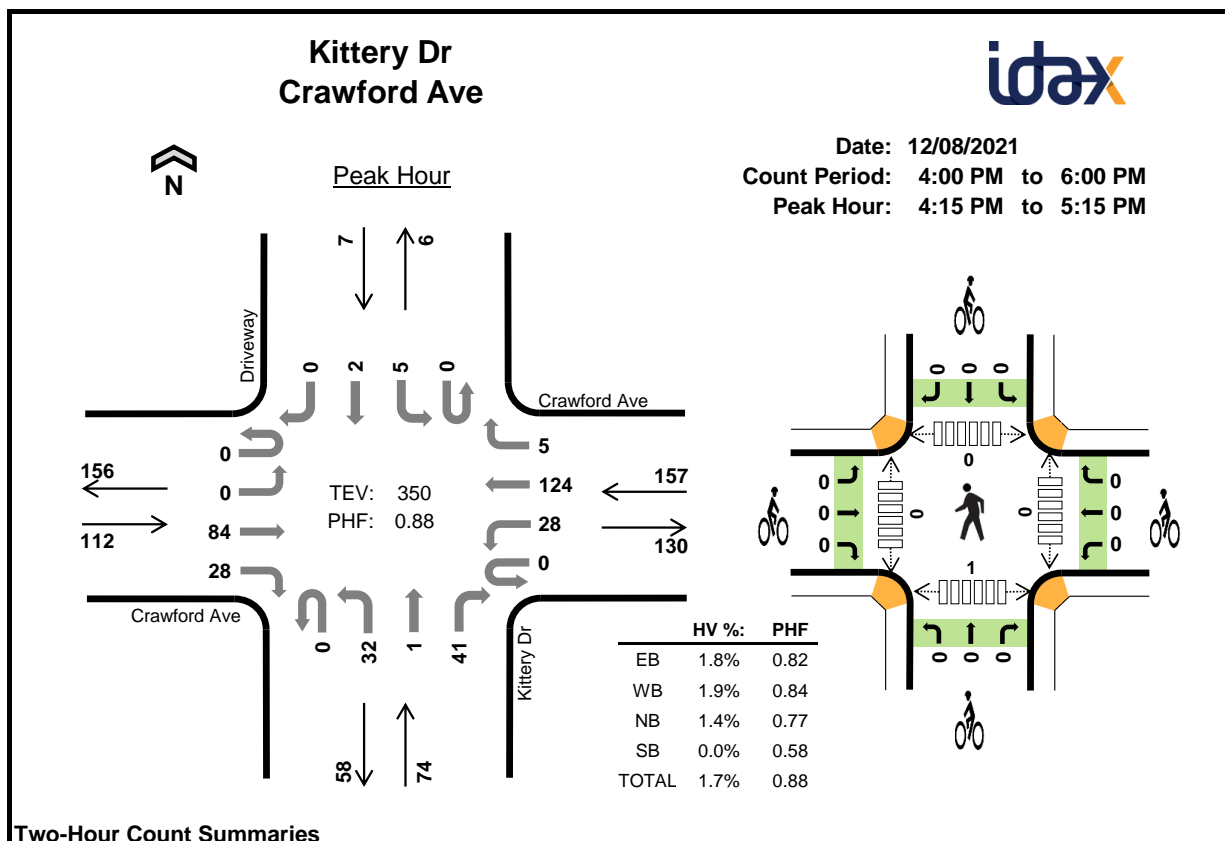 Kittery Dr
Crawford Ave
idax
Date: 12/08/2021
Count Period: 4:00 PM to 6:00 PM
Peak Hour: 4:15 PM to 5:15 PM
N
Peak Hour
7
6
Driveway
0
2
5
0
Crawford Ave
0
5
156
157
0
124
TEV: 350
PHF: 0.88
84
28
112
130
28
0
Crawford Ave
0
32
1
41
Kittery Dr
58
74
HV %: PHF
EB 1.8% 0.82
WB 1.9% 0.84
NB 1.4% 0.77
SB 0.0% 0.58
TOTAL 1.7% 0.88
0
0
0
0
0
0
0
0
0
0
0
0
1
0
0
0
Two-Hour Count Summaries